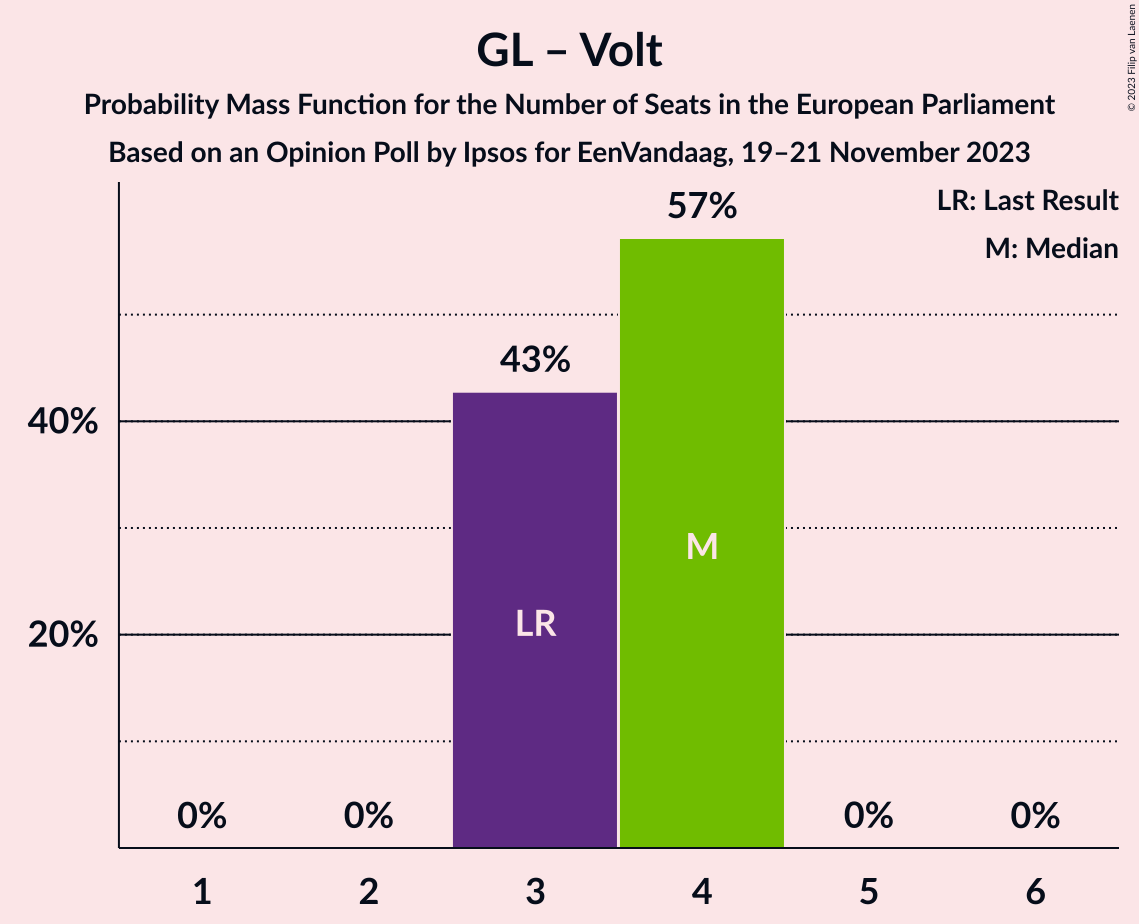 GL – Volt
Probability Mass Function for the Number of Seats in the European Parliament
Based on an Opinion Poll by Ipsos for EenVandaag, 19–21 November 2023
© 2023 Filip van Laenen
LR: Last Result
M: Median
57%
43%
40%
20%
M
LR
0%
0%
0%
0%
1
2
3
4
5
6